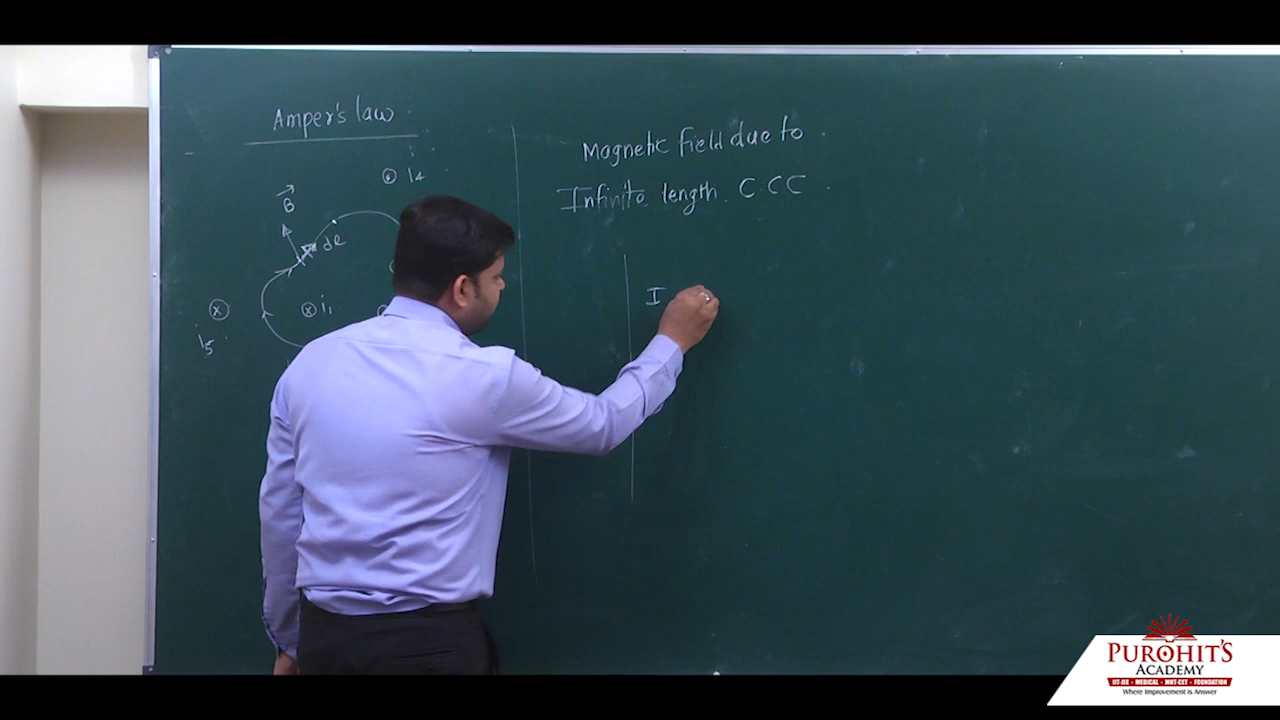 Amper's law
i4
B
dl
i1
i5
Magnetic field due to
Infinite length. C.C.C.
I
PUROHIT'S
ACADEMY
IIT-JEE - MEDICAL - MHT-CET - FOUNDATION
Where Improvement is Answer